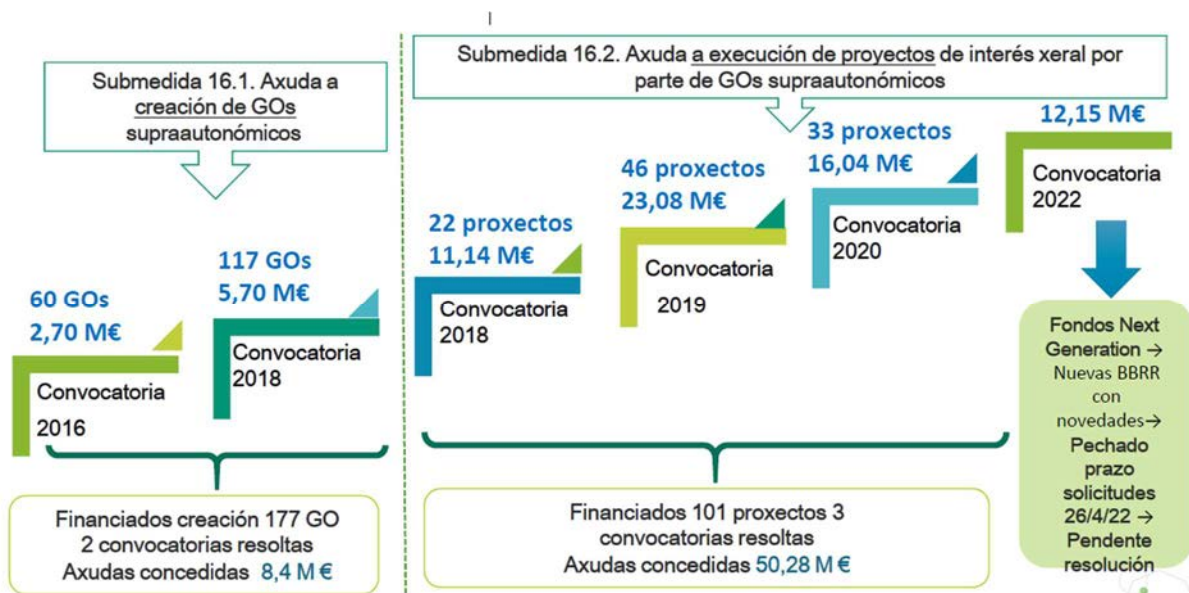 Submedida 16.1. Axuda a
creación de GOs
supraautonómicos
60 GOs
2,70 M€
Convocatoria
2016
117 GOs
5,70 M€
Convocatoria
2018
Financiados creación 177 GO
2 convocatorias resoltas
Axudas concedidas 8,4 M €
Submedida 16.2. Axuda a execución de proyectos de interés xeral por
parte de GOs supraautonómicos
22 proxectos
11,14 M€
Convocatoria
2018
46 proxectos
23,08 M€
Convocatoria
2019
33 proxectos
16,04 M€
Convocatoria
2020
12,15 M€
Convocatoria
2022
Financiados 101 proxectos 3
convocatorias resoltas
Axudas concedidas 50,28 M €
Fondos Next
Generation →
Nuevas BBRR
con
novedades→
Pechado
prazo
solicitudes
26/4/22 →
Pendente
resolución